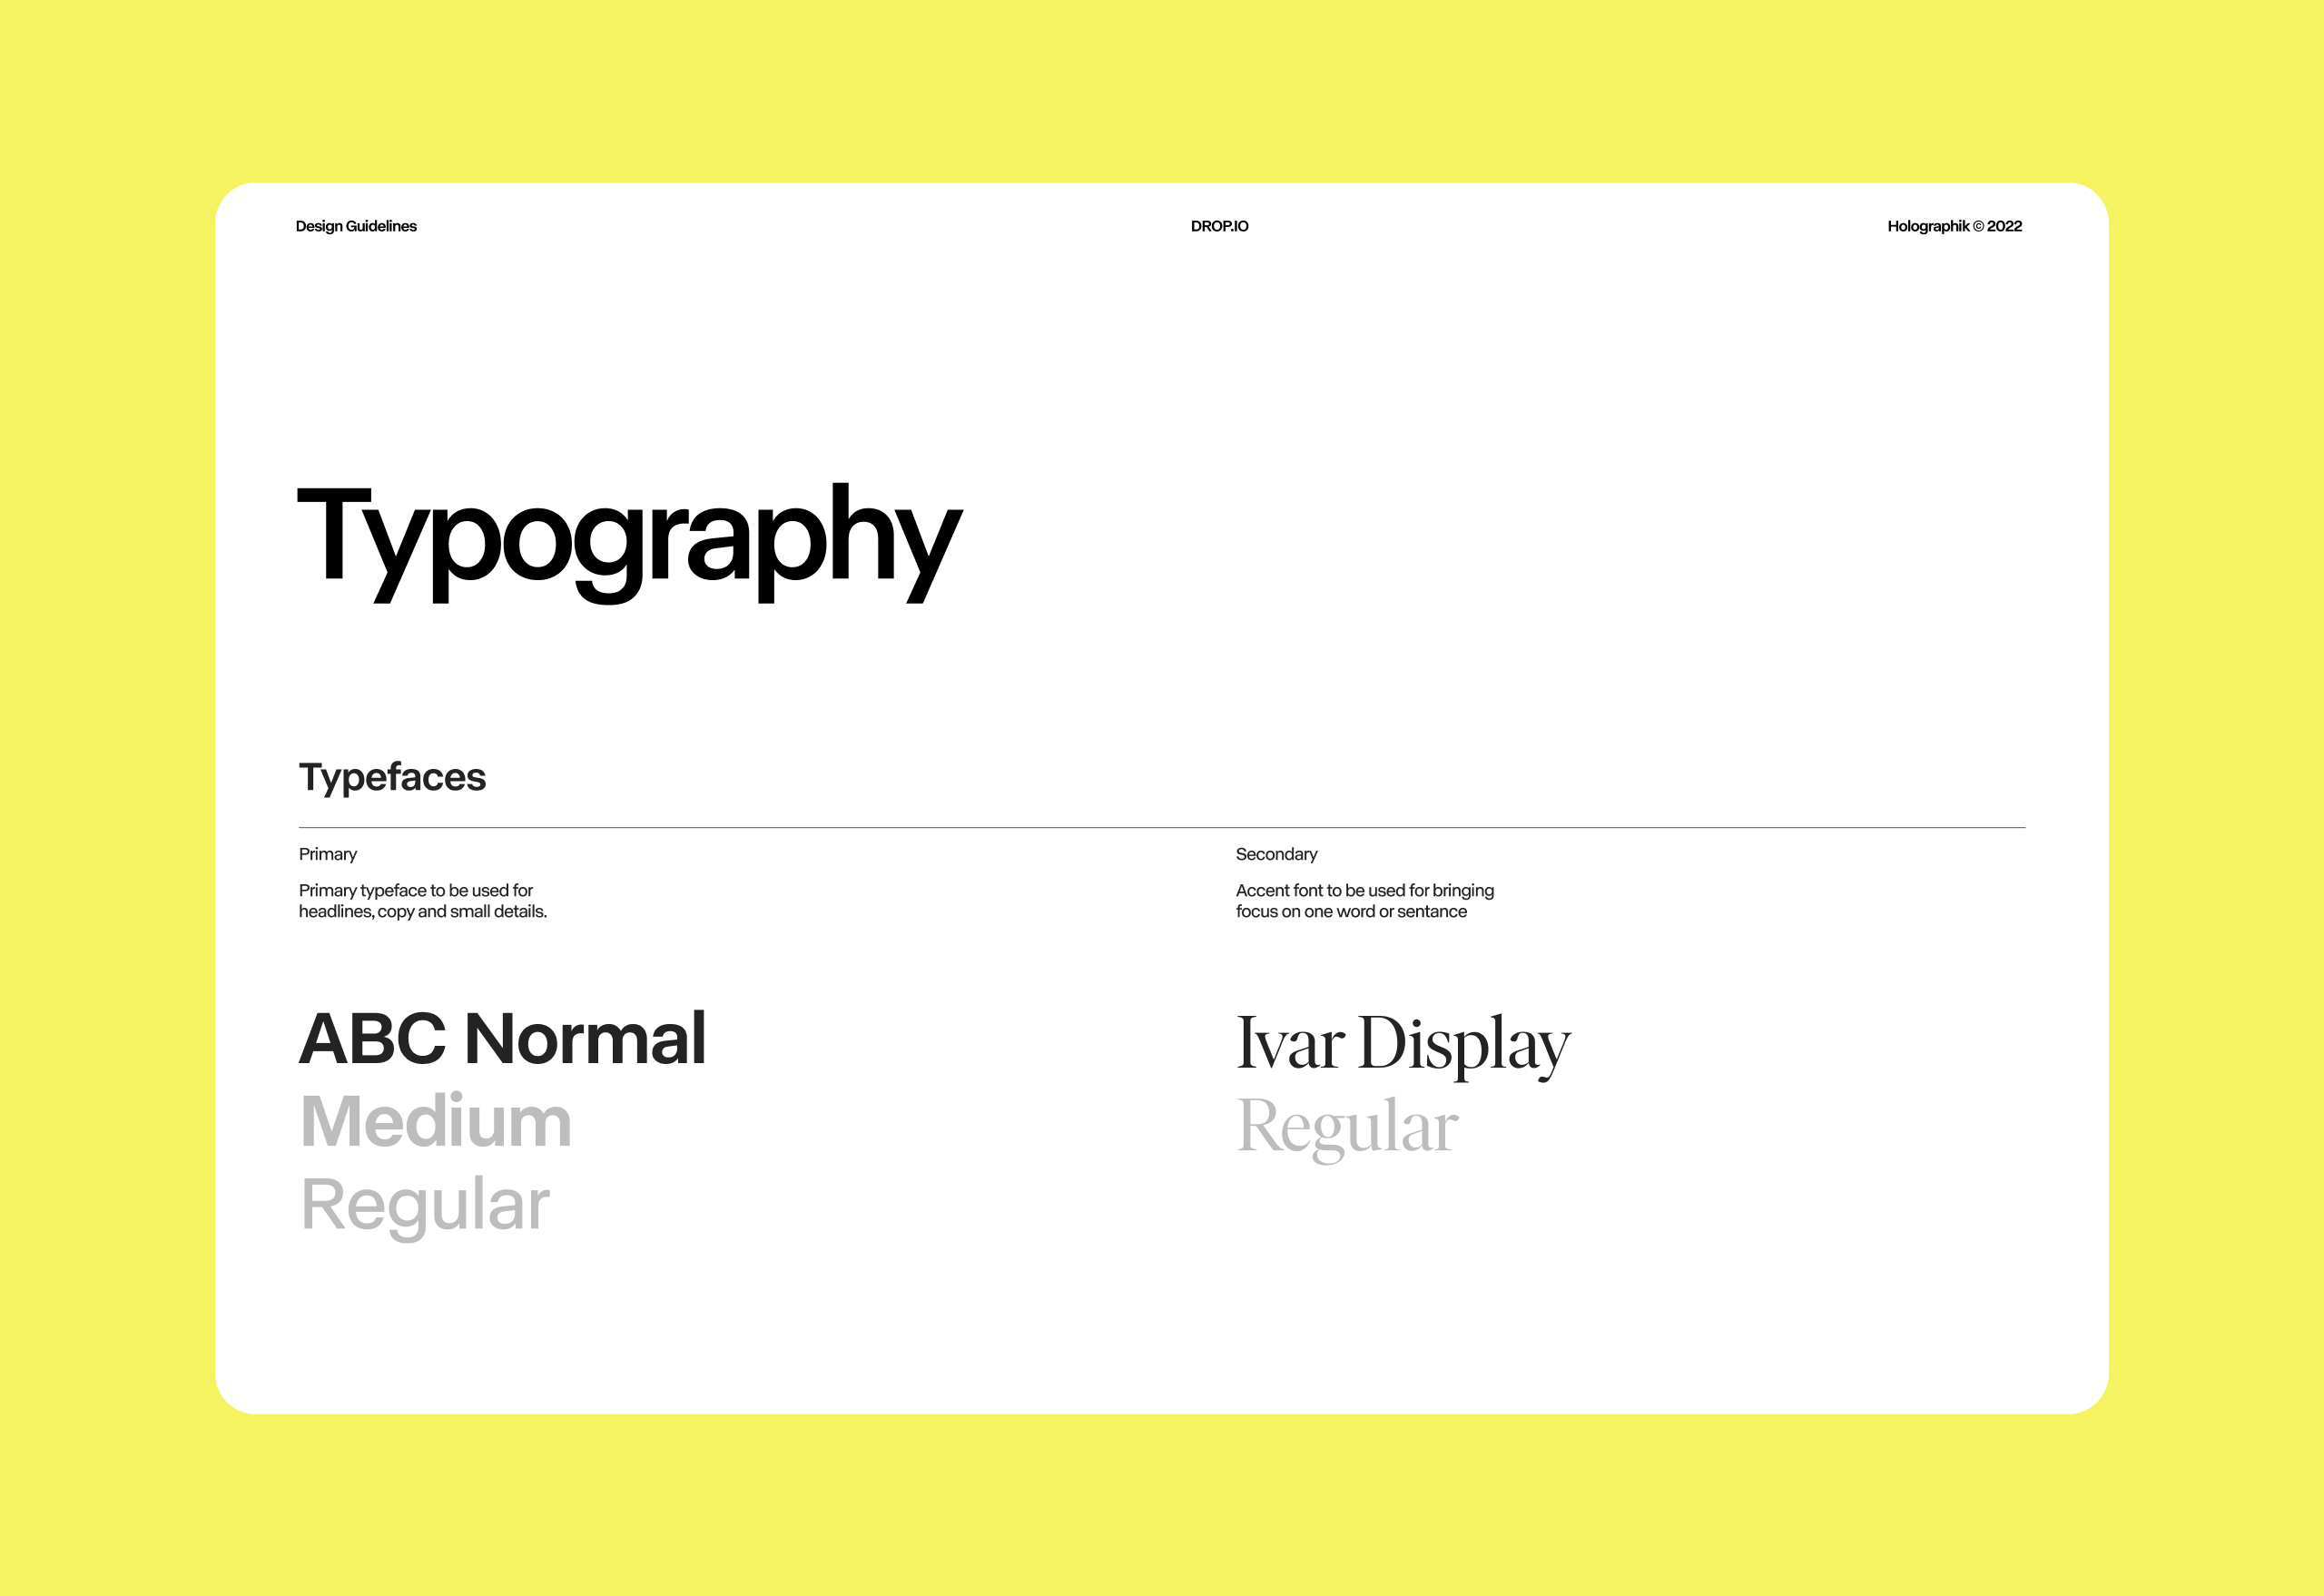 Design Guidelines
DROP.IO
Holographik © 2022
Typography
Typefaces
Primary
Primary typeface to be used for
headlines, copy and small details.
ABC Normal
Medium
Regular
Secondary
Accent font to be used for bringing
focus on one word or sentance
Ivar Display
Regular